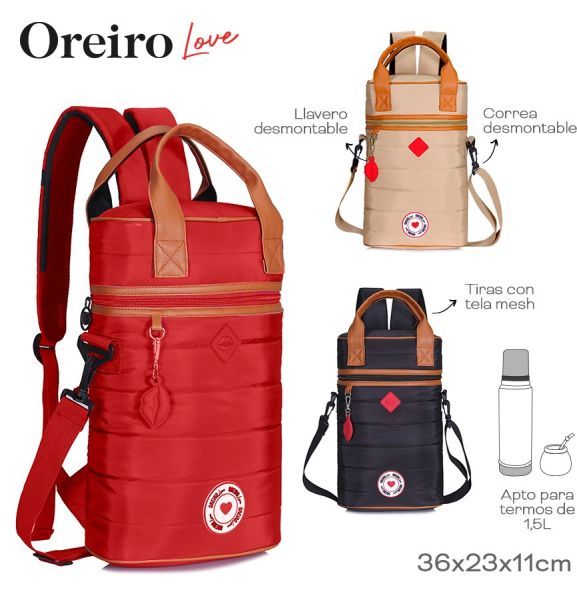 Oreiro Love
Llavero
desmontable
Correa
desmontable
Tiras con
tela mesh
Apto para
termos de
1,5L
36x23x11cm